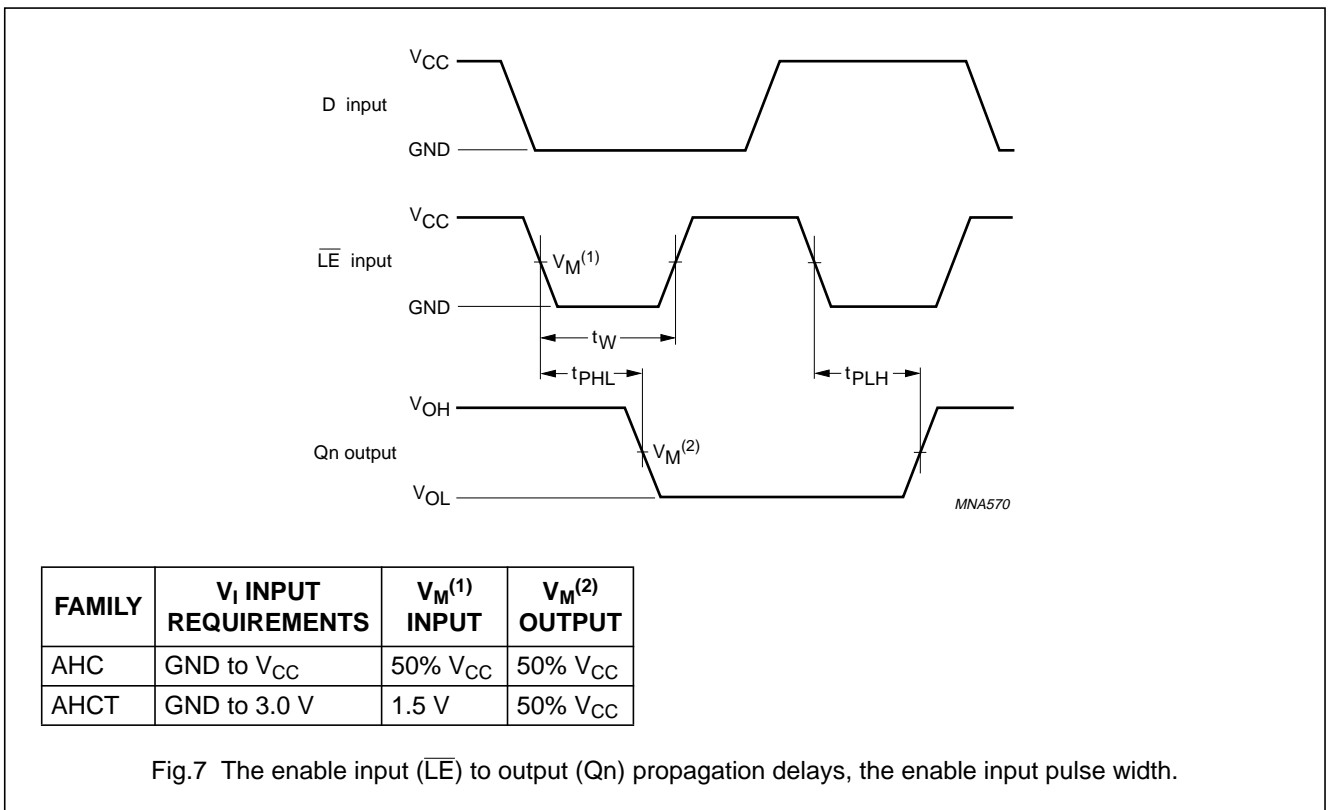 VCC
D input
GND
VCC
L̅E̅ input
VM(1)
GND
tW
tPHL
tPLH
VOH
Qn output
VM(2)
VOL
MNA570
FAMILY VI INPUT REQUIREMENTS VM(1) INPUT VM(2) OUTPUT
AHC GND to VCC 50% VCC 50% VCC
AHCT GND to 3.0 V 1.5 V 50% VCC
Fig.7 The enable input (L̅E̅) to output (Qn) propagation delays, the enable input pulse width.